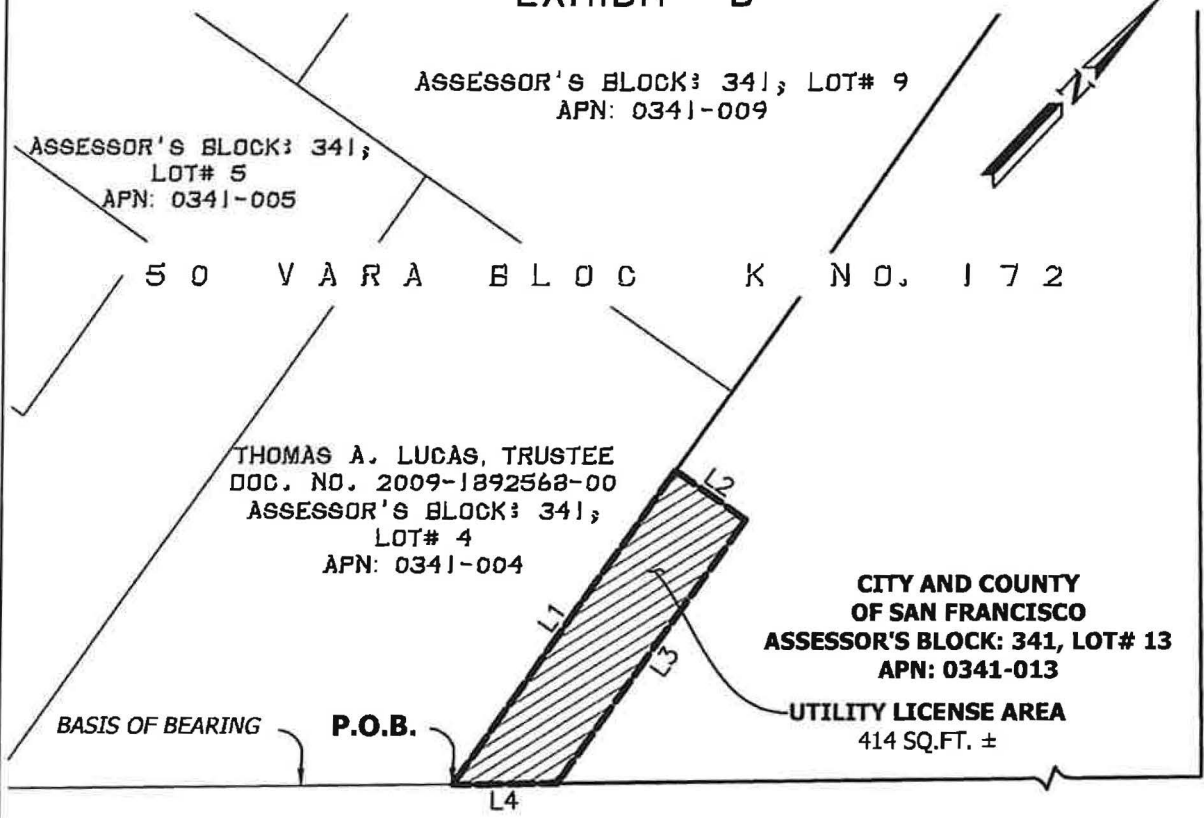 ASSESSOR'S BLOCK: 341; LOT# 9
APN: 0341-009
N
ASSESSOR'S BLOCK: 341;
LOT# 5
APN: 0341-005
50 VARA BLOCK NO. 172
THOMAS A. LUCAS, TRUSTEE
DOC. NO. 2009-1892568-00
ASSESSOR'S BLOCK: 341;
LOT# 4
APN: 0341-004
L2
L1
L3
CITY AND COUNTY
OF SAN FRANCISCO
ASSESSOR'S BLOCK: 341, LOT# 13
APN: 0341-013
UTILITY LICENSE AREA
414 SQ.FT. ±
BASIS OF BEARING
P.O.B.
L4